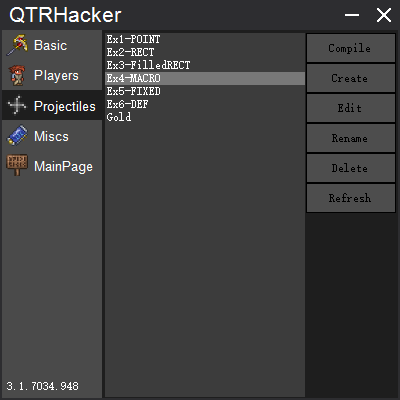 QTRHacker
Basic
Players
Projectiles
Miscs
MainPage
3.1.7034.948
Ex1-POINT
Ex2-RECT
Ex3-FilledRECT
Ex4-MACRO
Ex5-FIXED
Ex6-DEF
Gold
Compile
Create
Edit
Rename
Delete
Refresh